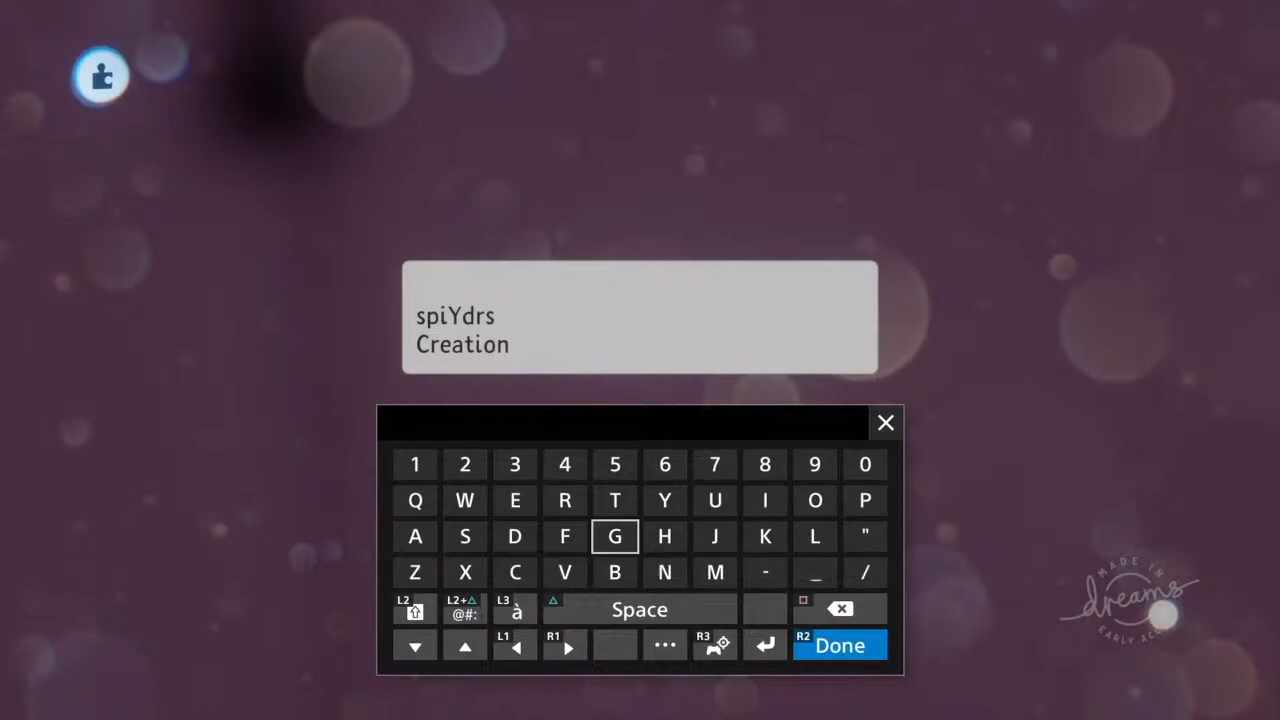 spiYdrs
Creation
1 2 3 4 5 6 7 8 9 0
Q W E R T Y U I O P
A S D F G H J K L "
Z X C V B N M - _ /
L2 L2+△ @#: L3 à △ Space □
L1 R1 ... R3 R2 Done
MADE IN
dreams
EARLY ACC